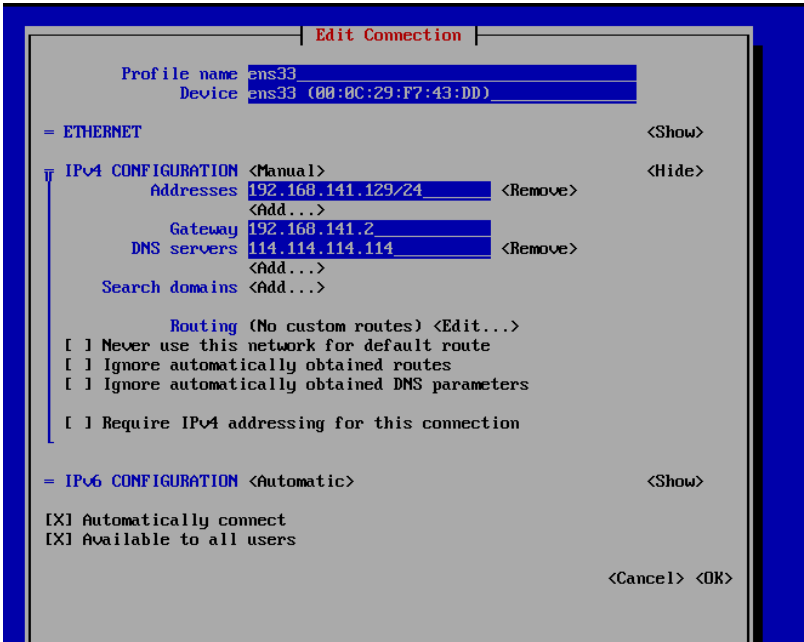 Edit Connection
Profile name ens33
Device ens33 (00:0C:29:F7:43:DD)
= ETHERNET <Show>
IPv4 CONFIGURATION <Manual> <Hide>
Addresses 192.168.141.129/24 <Remove>
<Add...>
Gateway 192.168.141.2
DNS servers 114.114.114.114 <Remove>
<Add...>
Search domains <Add...>
Routing (No custom routes) <Edit...>
[ ] Never use this network for default route
[ ] Ignore automatically obtained routes
[ ] Ignore automatically obtained DNS parameters
[ ] Require IPv4 addressing for this connection
= IPv6 CONFIGURATION <Automatic> <Show>
[X] Automatically connect
[X] Available to all users
<Cancel> <OK>